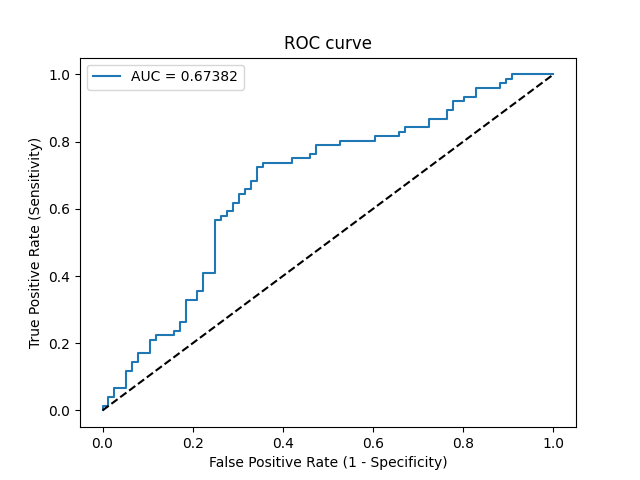 ROC curve
AUC = 0.67382
True Positive Rate (Sensitivity)
1.0
0.8
0.6
0.4
0.2
0.0
0.0 0.2 0.4 0.6 0.8 1.0
False Positive Rate (1 - Specificity)